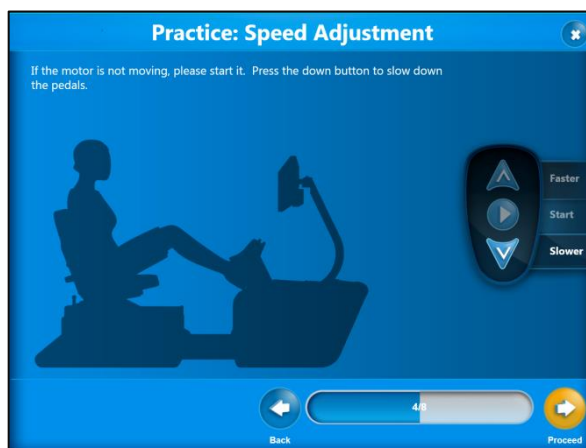 Practice: Speed Adjustment
If the motor is not moving, please start it.  Press the down button to slow down
the pedals.
Faster
Start
Slower
4/8
Back
Proceed